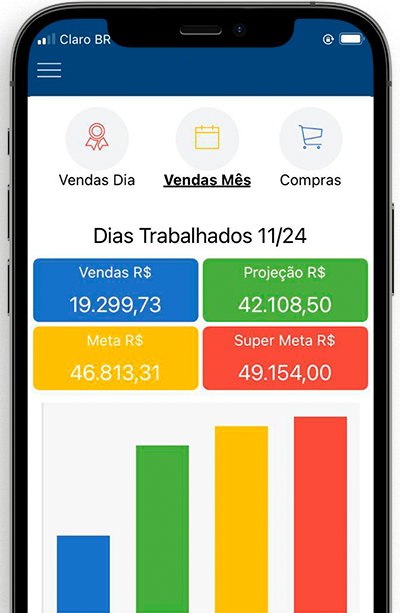 Claro BR
Vendas Dia
Vendas Mês
Compras
Dias Trabalhados 11/24
Vendas R$
Projeção R$
19.299,73
42.108,50
Meta R$
Super Meta R$
46.813,31
49.154,00